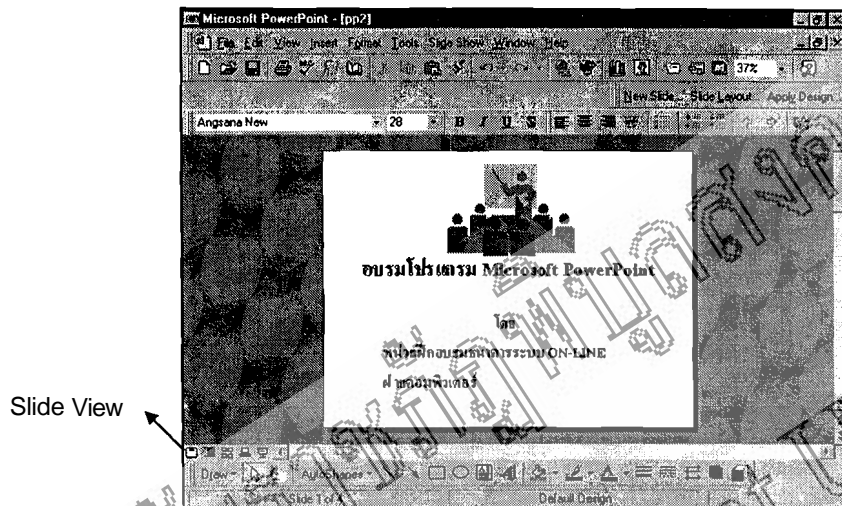 Microsoft PowerPoint - [pp2]
File Edit View Insert Format Tools Slide Show Window Help
37%
New Slide... Slide Layout... Apply Design
Angsana New 28 B I U S
อบรมโปรแกรม Microsoft PowerPoint
โดย
หน่วยฝึกอบรมธนาคารระบบ ON-LINE
ฝ่ายคอมพิวเตอร์
Slide View
Draw AutoShapes
Slide 1 of 4 Default Design